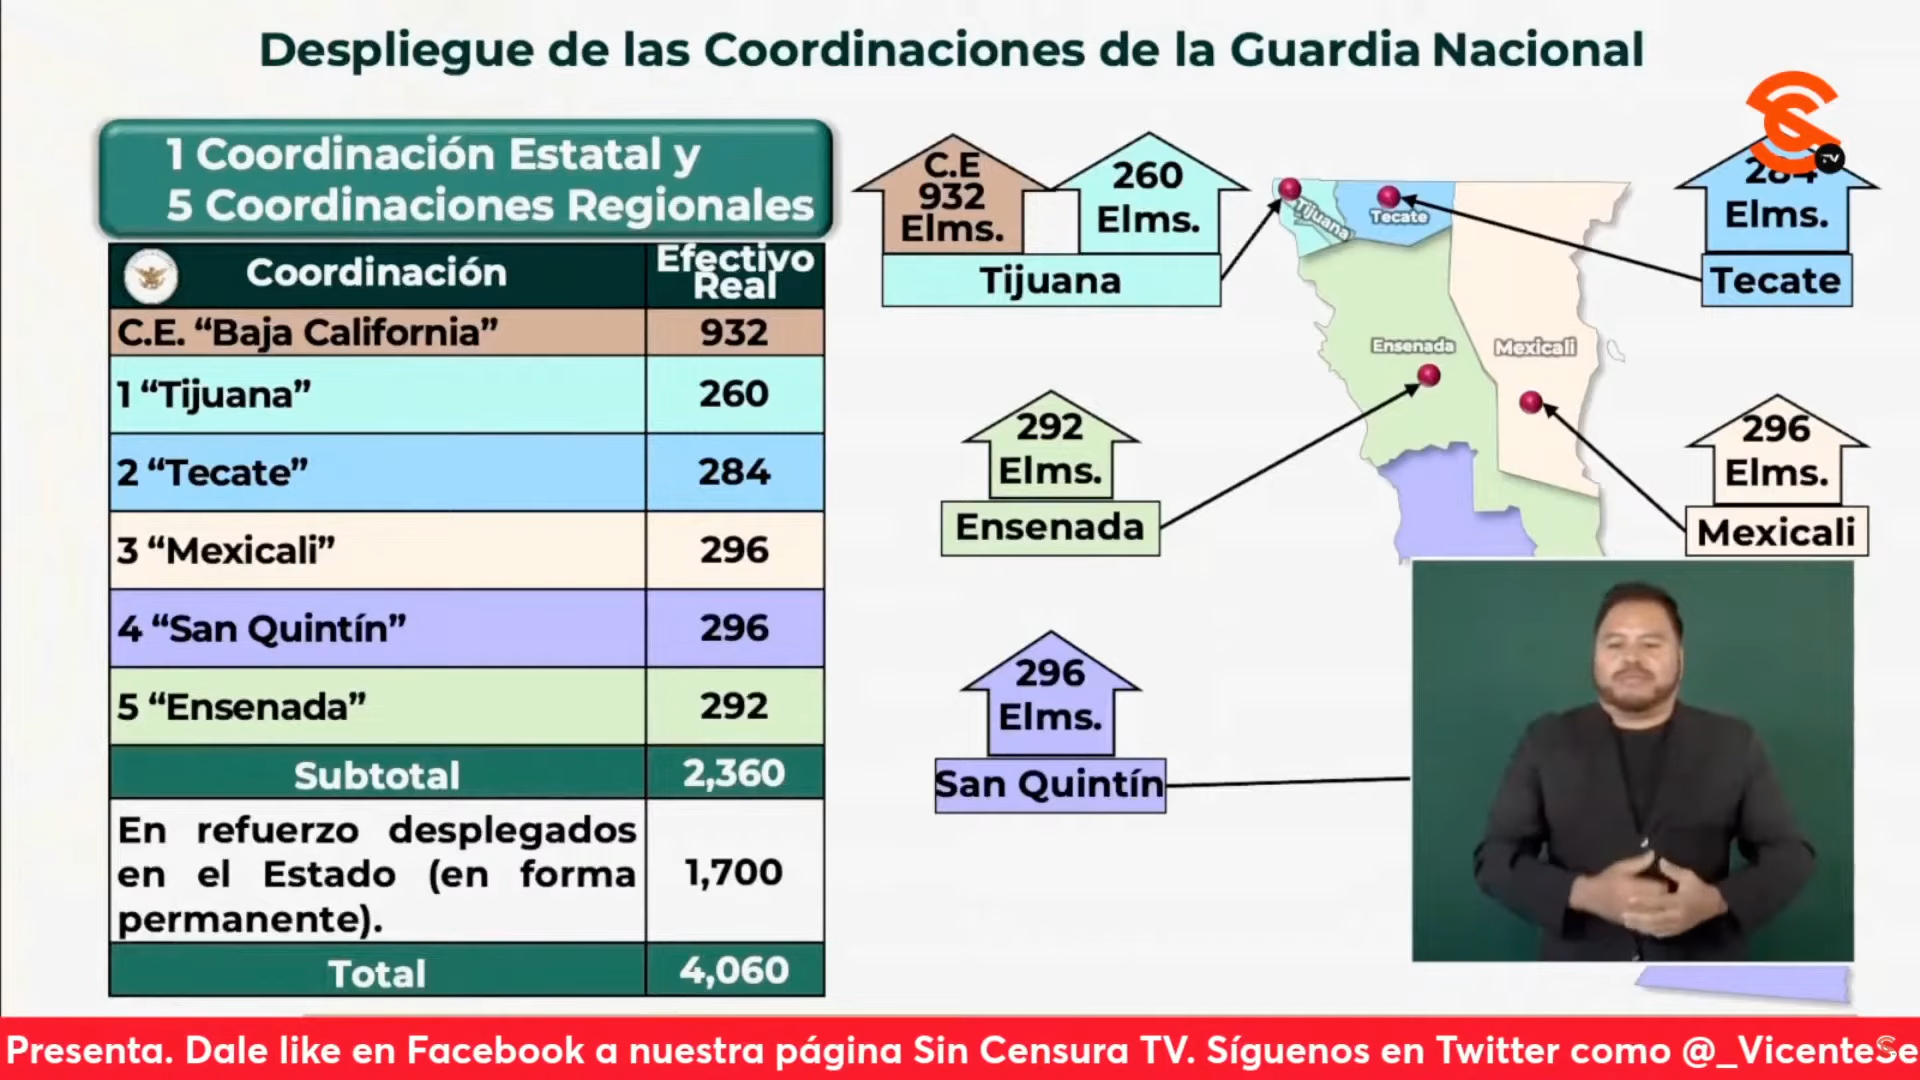 Despliegue de las Coordinaciones de la Guardia Nacional
1 Coordinación Estatal y
5 Coordinaciones Regionales
Coordinación
Efectivo
Real
C.E. “Baja California”
932
1 “Tijuana”
260
2 “Tecate”
284
3 “Mexicali”
296
4 “San Quintín”
296
5 “Ensenada”
292
Subtotal
2,360
En refuerzo desplegados
en el Estado (en forma
permanente).
1,700
Total
4,060
C.E
932
Elms.
260
Elms.
Tijuana
Tijuana
Tecate
Ensenada
Mexicali
TV
284
Elms.
Tecate
292
Elms.
Ensenada
296
Elms.
Mexicali
296
Elms.
San Quintín
Presenta. Dale like en Facebook a nuestra página Sin Censura TV. Síguenos en Twitter como @_VicenteSe